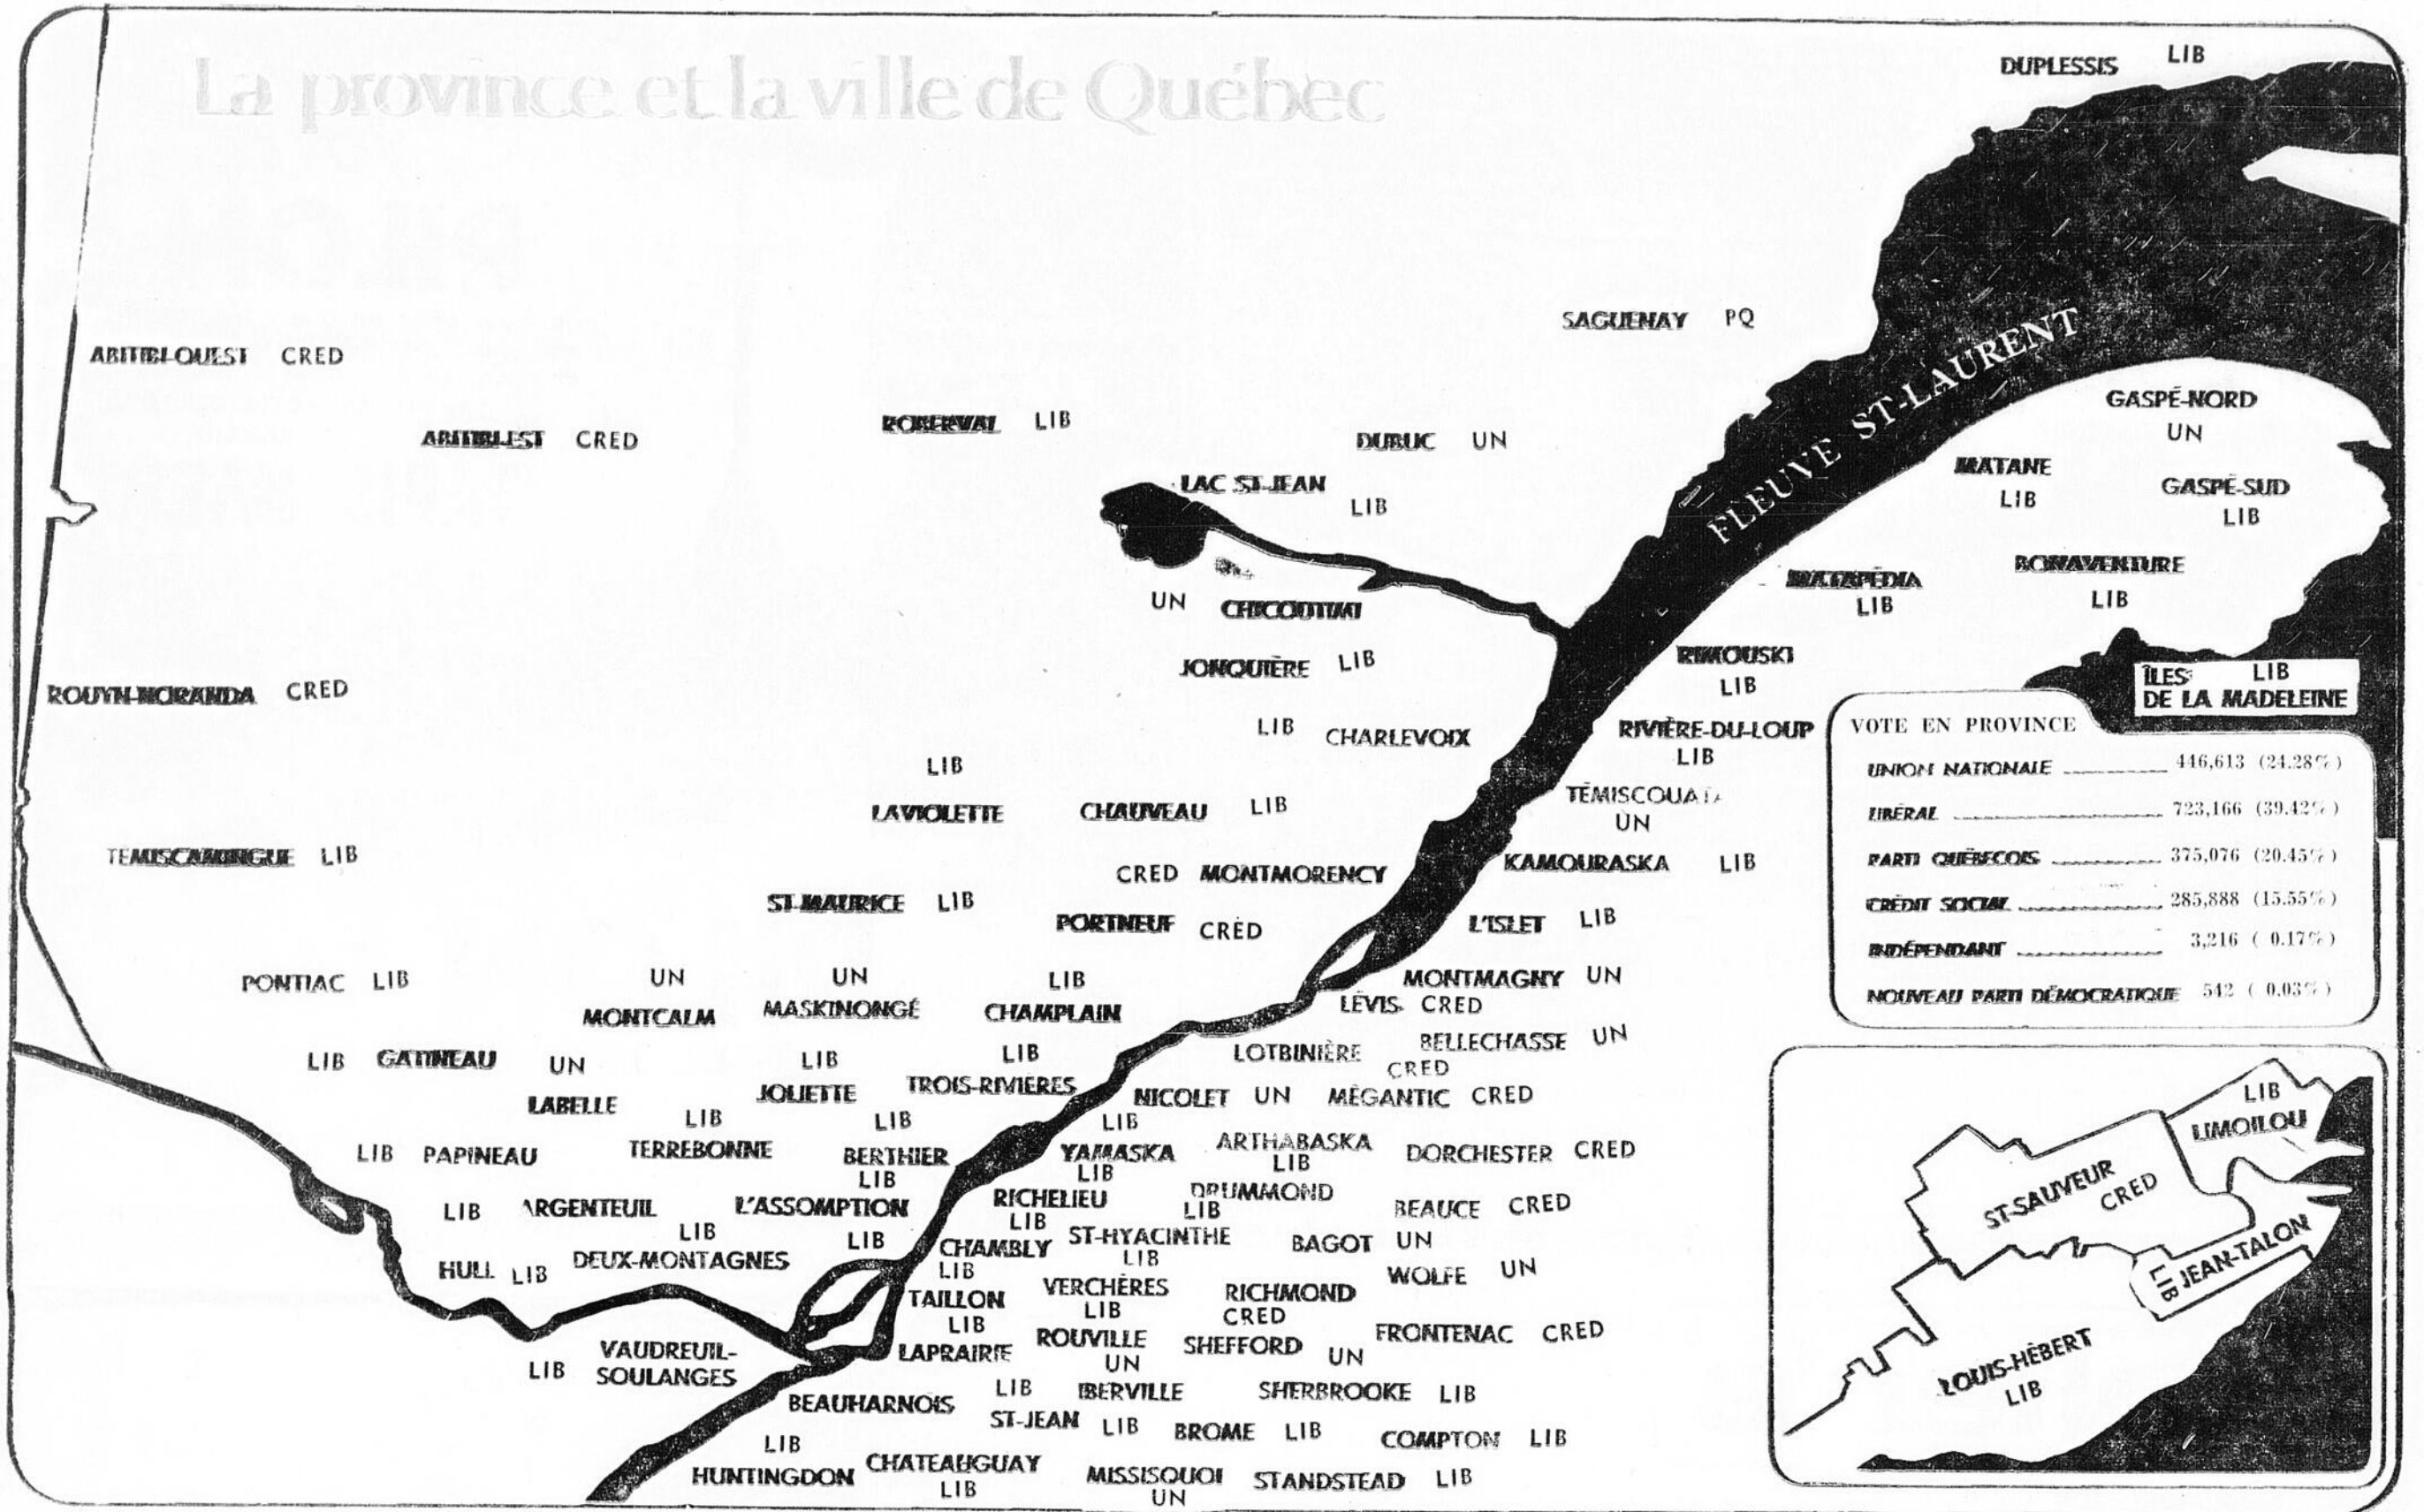 La province et la ville de Québec
DUPLESSIS LIB
SAGUENAY PQ
FLEUVE ST-LAURENT
ABITIBI-OUEST CRED
ABITIBI-EST CRED
ROBERVAL LIB
DUBUC UN
LAC ST-JEAN
LIB
GASPÉ-NORD
UN
MATANE
LIB
GASPÉ-SUD
LIB
MATAPÉDIA
LIB
BONAVENTURE
LIB
UN CHICOUTIMI
JONQUIÈRE LIB
RIMOUSKI
LIB
ÎLES LIB
DE LA MADELEINE
ROUYN-NORANDA CRED
LIB CHARLEVOIX
RIVIÈRE-DU-LOUP
LIB
LIB
LAVIOLETTE
CHAUVEAU LIB
TÉMISCOUATA
UN
TÉMISCAMINGUE LIB
CRED MONTMORENCY
KAMOURASKA LIB
ST-MAURICE LIB
PORTNEUF CRÉD
L'ISLET LIB
PONTIAC LIB
UN
MONTCALM
UN
MASKINONGÉ
LIB
CHAMPLAIN
MONTMAGNY UN
LÉVIS CRED
LIB GATINEAU
UN
LABELLE
LIB
JOLIETTE
LIB
TROIS-RIVIÈRES
LOTBINIÈRE
CRED
BELLECHASSE UN
NICOLET UN
MÉGANTIC CRED
LIB PAPINEAU
LIB
TERREBONNE
LIB
BERTHIER
LIB
YAMASKA
ARTHABASKA
LIB
DORCHESTER CRED
LIB ARGENTEUIL
LIB
L'ASSOMPTION
LIB
RICHELIEU
DRUMMOND
LIB
BEAUCE CRED
HULL LIB
LIB
DEUX-MONTAGNES
LIB
LIB
CHAMBLY
ST-HYACINTHE
LIB
BAGOT UN
LIB
TAILLON
VERCHÈRES
LIB
RICHMOND
CRED
WOLFE UN
LIB
VAUDREUIL-
SOULANGES
LIB
LAPRAIRIE
ROUVILLE
UN
SHEFFORD UN
FRONTENAC CRED
BEAUHARNOIS
LIB IBERVILLE
SHERBROOKE LIB
ST-JEAN LIB
BROME LIB
COMPTON LIB
LIB
HUNTINGDON
CHATEAUGUAY
LIB
MISSISQUOI
UN
STANDSTEAD LIB
VOTE EN PROVINCE
UNION NATIONALE 446,613 (24.28%)
LIBÉRAL 723,166 (39.42%)
PARTI QUÉBÉCOIS 375,076 (20.45%)
CRÉDIT SOCIAL 285,888 (15.55%)
INDÉPENDANT 3,216 ( 0.17%)
NOUVEAU PARTI DÉMOCRATIQUE 542 ( 0.03%)
LIB
LIMOILOU
ST-SAUVEUR
CRED
JEAN-TALON
LIB
LOUIS-HÉBERT
LIB